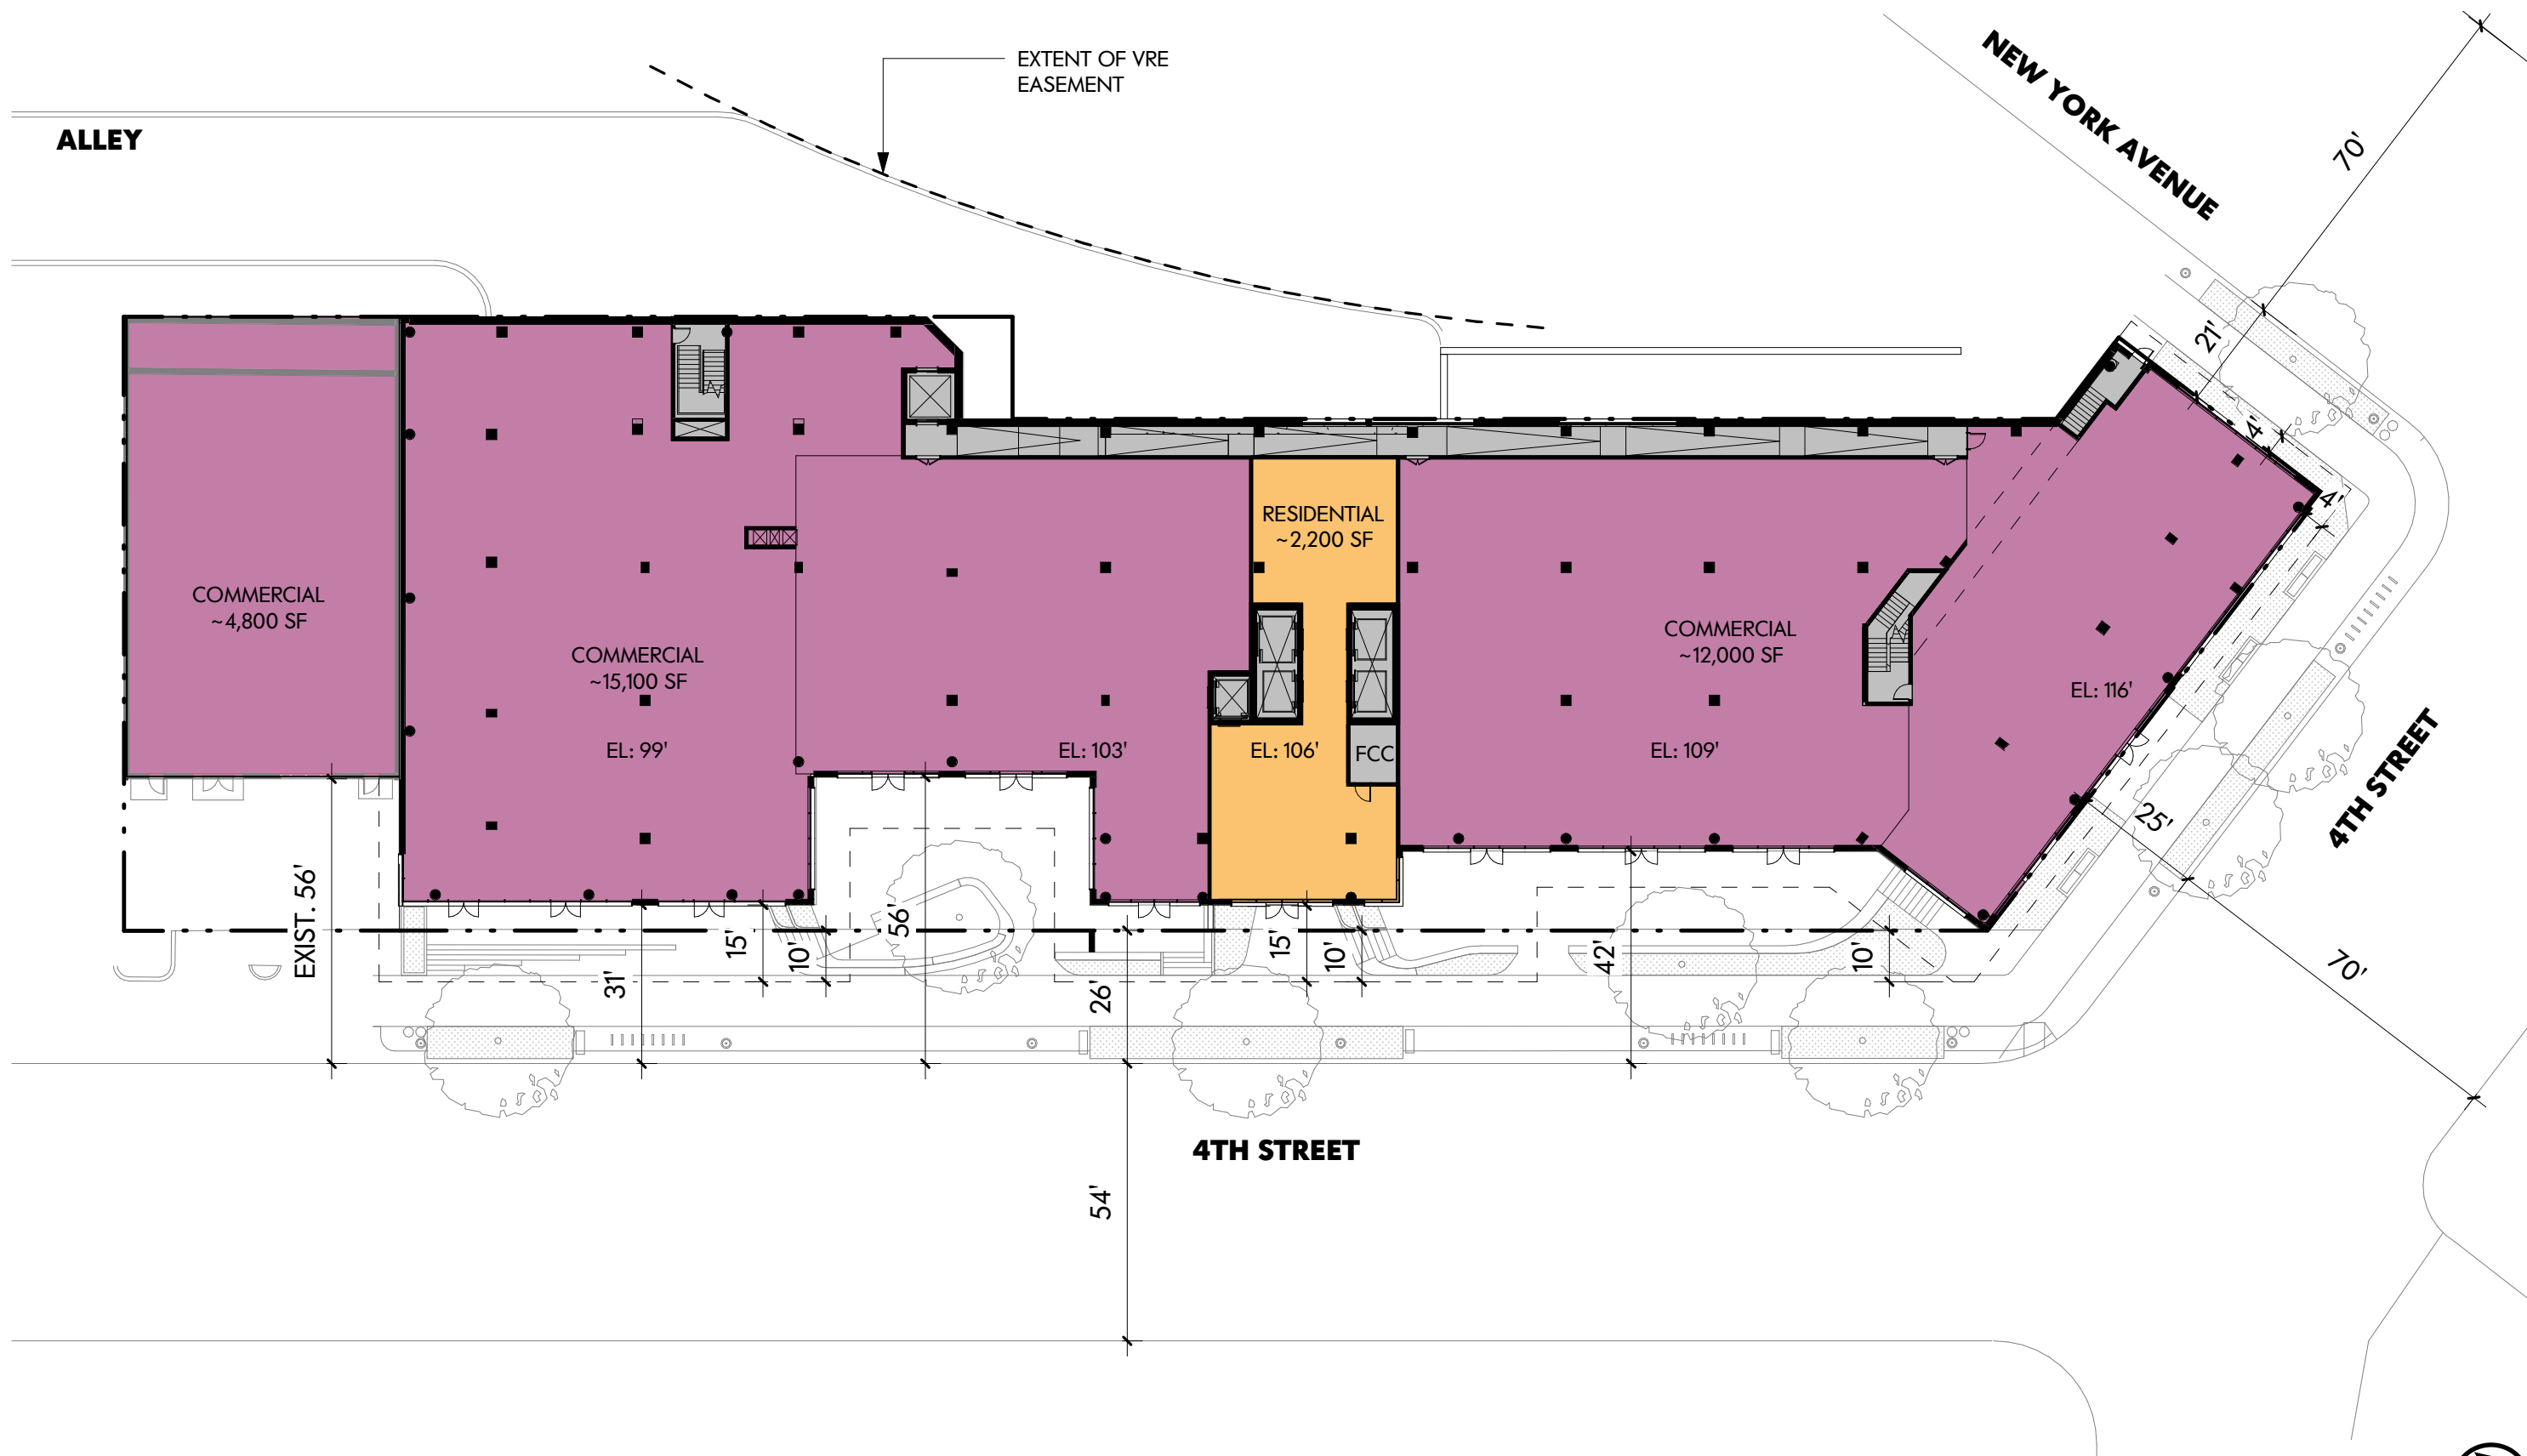 EXTENT OF VRE
EASEMENT
ALLEY
NEW YORK AVENUE
70'
21'
4'
4'
RESIDENTIAL
~2,200 SF
COMMERCIAL
~4,800 SF
COMMERCIAL
~15,100 SF
COMMERCIAL
~12,000 SF
EL: 116'
EL: 99'
EL: 103'
EL: 106'
FCC
EL: 109'
4TH STREET
25'
EXIST. 56'
31'
15'
10'
56'
26'
15'
10'
42'
10'
70'
4TH STREET
54'